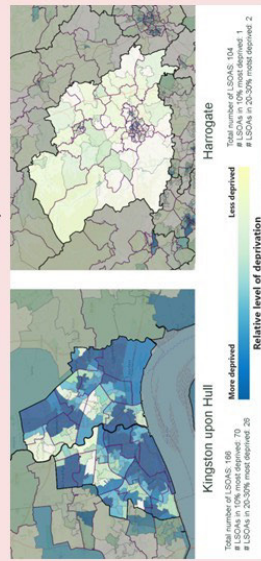 Kingston upon Hull
Total number of LSOAS: 166
# LSOAs in 10% most deprived: 70
# LSOAs in 20-30% most deprived: 25
More deprived
Less deprived
Relative level of deprivation
Harrogate
Total number of LSOAS: 104
# LSOAs in 10% most deprived: 1
# LSOAs in 20-30% most deprived: 2